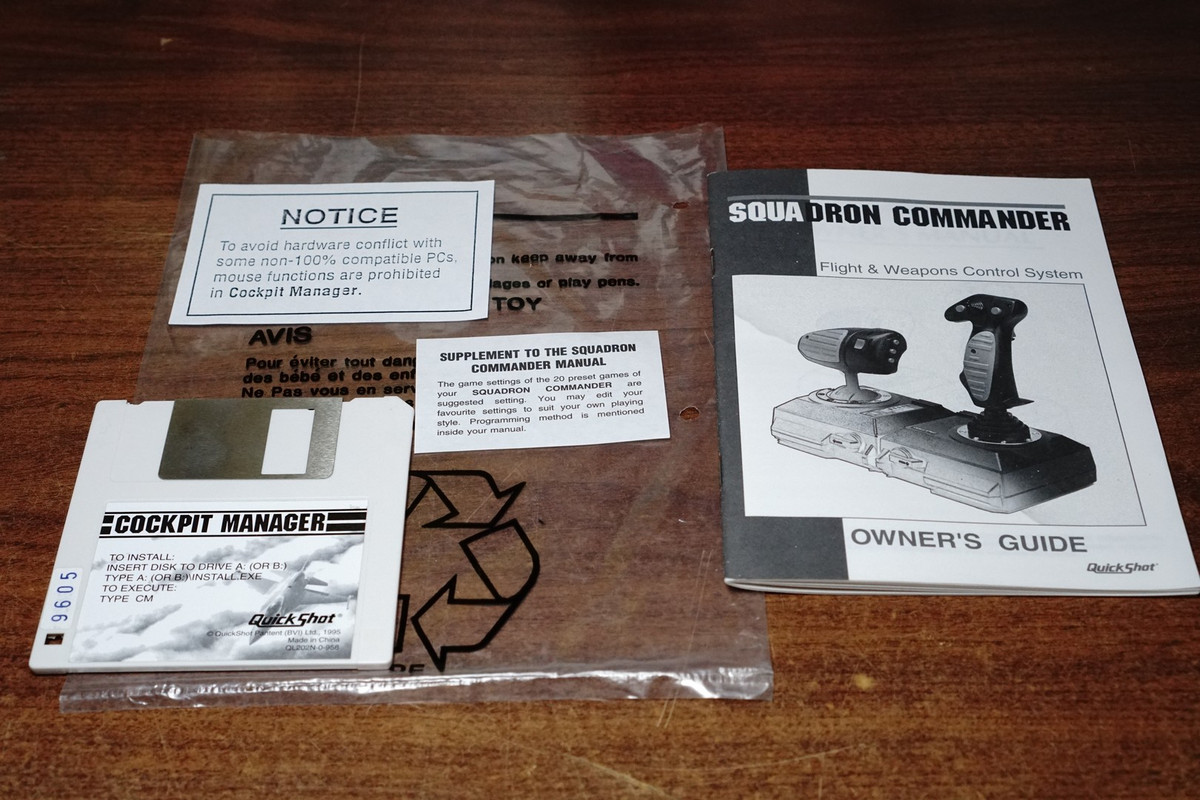 NOTICE
To avoid hardware conflict with
some non-100% compatible PCs,
mouse functions are prohibited
in Cockpit Manager.
on keep away from
ages or play pens.
TOY
AVIS
Pour éviter tout dang
des bébé et des enf
Ne Pas vous en serv
SUPPLEMENT TO THE SQUADRON
COMMANDER MANUAL
The game settings of the 20 preset games of
your SQUADRON COMMANDER are
suggested setting. You may edit your
favourite settings to suit your own playing
style. Programming method is mentioned
inside your manual.
COCKPIT MANAGER
TO INSTALL:
INSERT DISK TO DRIVE A: (OR B:)
TYPE A: (OR B:)\INSTALL.EXE
TO EXECUTE:
TYPE CM
QuickShot®
© QuickShot Pantent (BVI) Ltd., 1995
Made in China
QL202N-0-958
9605
SQUADRON COMMANDER
Flight & Weapons Control System
OWNER'S GUIDE
QuickShot®